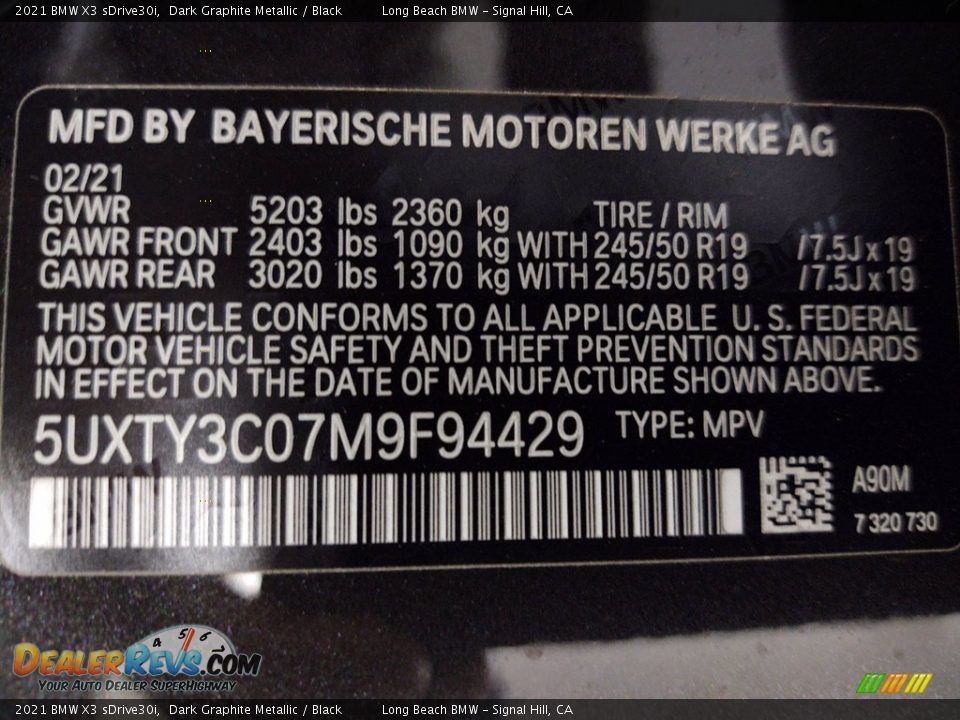 2021 BMW X3 sDrive30i, Dark Graphite Metallic / Black Long Beach BMW - Signal Hill, CA
MFD BY BAYERISCHE MOTOREN WERKE AG
02/21
GVWR 5203 lbs 2360 kg TIRE / RIM
GAWR FRONT 2403 lbs 1090 kg WITH 245/50 R19 /7.5J x 19
GAWR REAR 3020 lbs 1370 kg WITH 245/50 R19 /7.5J x 19
THIS VEHICLE CONFORMS TO ALL APPLICABLE U. S. FEDERAL
MOTOR VEHICLE SAFETY AND THEFT PREVENTION STANDARDS
IN EFFECT ON THE DATE OF MANUFACTURE SHOWN ABOVE.
5UXTY3C07M9F94429 TYPE: MPV
A90M
7 320 730
4 5 6
DEALERREVS.COM
YOUR AUTO DEALER SUPERHIGHWAY
2021 BMW X3 sDrive30i, Dark Graphite Metallic / Black Long Beach BMW - Signal Hill, CA